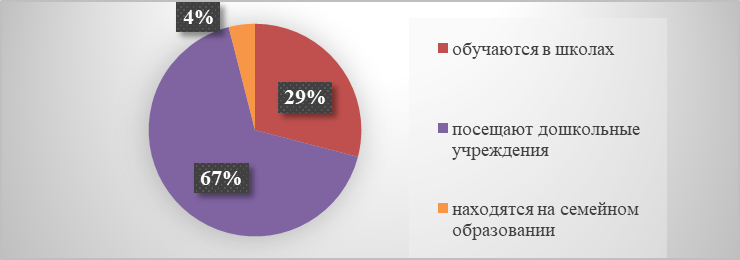 4%
29%
67%
обучаются в школах
посещают дошкольные
учреждения
находятся на семейном
образовании